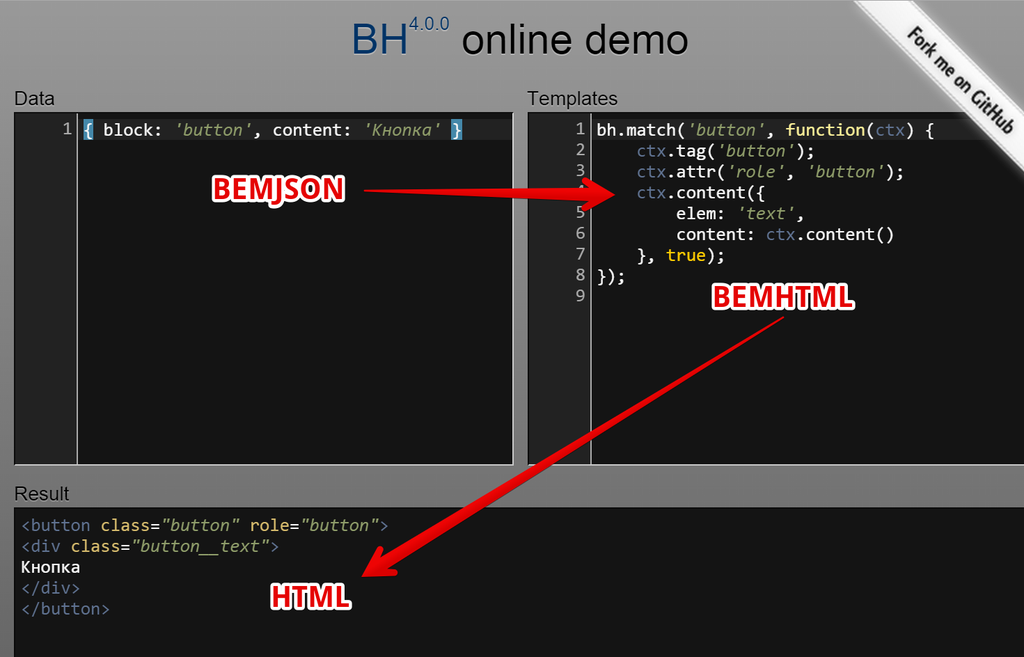 BH4.0.0 online demo
Fork me on GitHub
Data
1 { block: 'button', content: 'Кнопка' }
BEMJSON
Templates
1 bh.match('button', function(ctx) {
2 ctx.tag('button');
3 ctx.attr('role', 'button');
4 ctx.content({
5 elem: 'text',
6 content: ctx.content()
7 }, true);
8 });
9
BEMHTML
Result
<button class="button" role="button">
<div class="button__text">
Кнопка
</div>
</button>
HTML